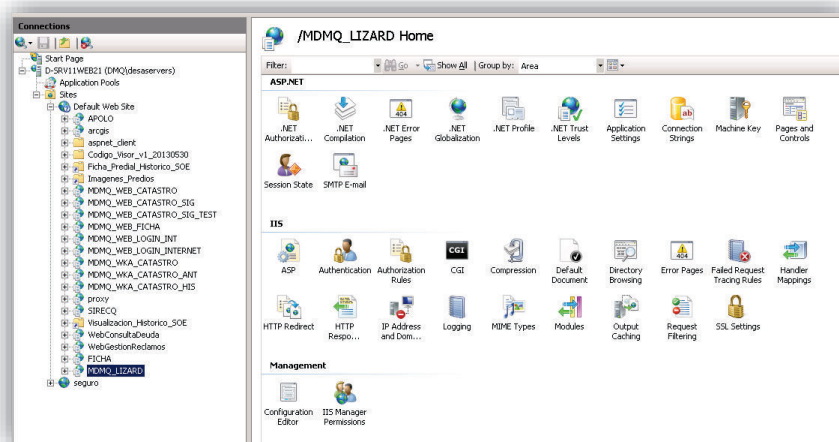 Connections
Start Page
D-SRV11WEB21 (DMQ\desaservers)
Application Pools
Sites
Default Web Site
APOLO
arcgis
aspnet_client
Codigo_Visor_v1_20130530
Ficha_Predial_Historico_SOE
Imagenes_Predios
MDMQ_WEB_CATASTRO
MDMQ_WEB_CATASTRO_SIG
MDMQ_WEB_CATASTRO_SIG_TEST
MDMQ_WEB_FICHA
MDMQ_WEB_LOGIN_INT
MDMQ_WEB_LOGIN_INTERNET
MDMQ_WKA_CATASTRO
MDMQ_WKA_CATASTRO_ANT
MDMQ_WKA_CATASTRO_HIS
proxy
SIRECQ
Visualizacion_Historico_SOE
WebConsultaDeuda
WebGestionReclamos
FICHA
MDMQ_LIZARD
seguro
/MDMQ_LIZARD Home
Filter: Go Show All Group by: Area
ASP.NET
.NET Authorizati... .NET Compilation .NET Error Pages .NET Globalization .NET Profile .NET Trust Levels Application Settings Connection Strings Machine Key Pages and Controls
Session State SMTP E-mail
IIS
ASP Authentication Authorization Rules CGI Compression Default Document Directory Browsing Error Pages Failed Request Tracing Rules Handler Mappings
HTTP Redirect HTTP Respo... IP Address and Dom... Logging MIME Types Modules Output Caching Request Filtering SSL Settings
Management
Configuration Editor IIS Manager Permissions